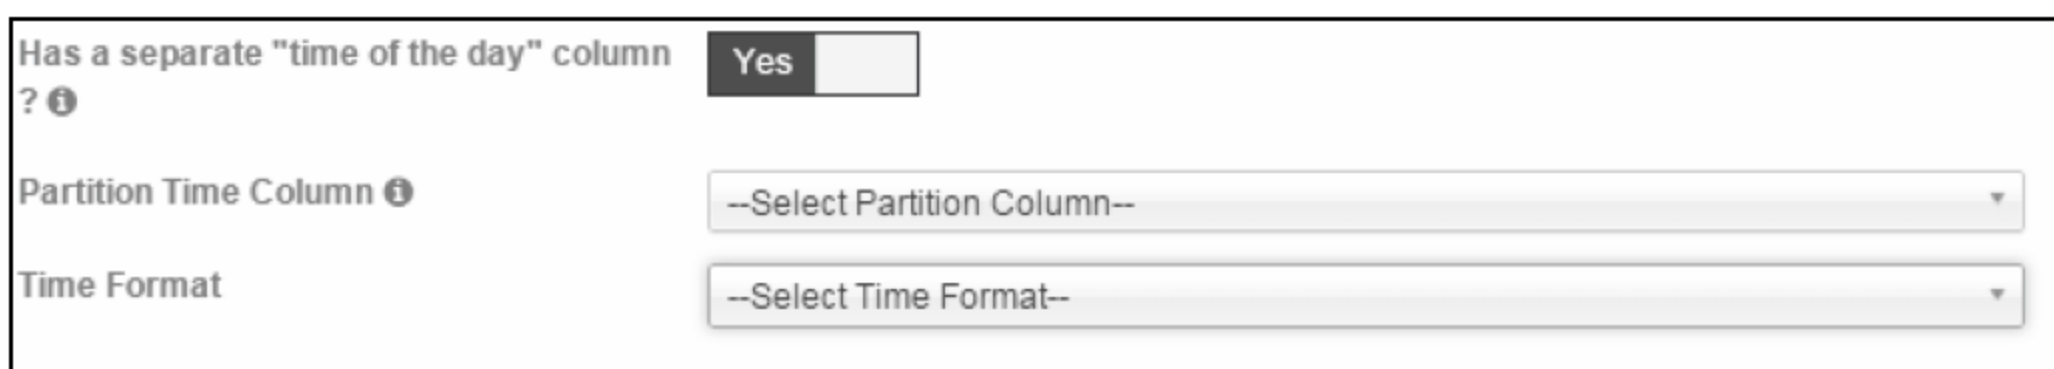 Has a separate "time of the day" column
?
Yes
Partition Time Column
--Select Partition Column--
Time Format
--Select Time Format--